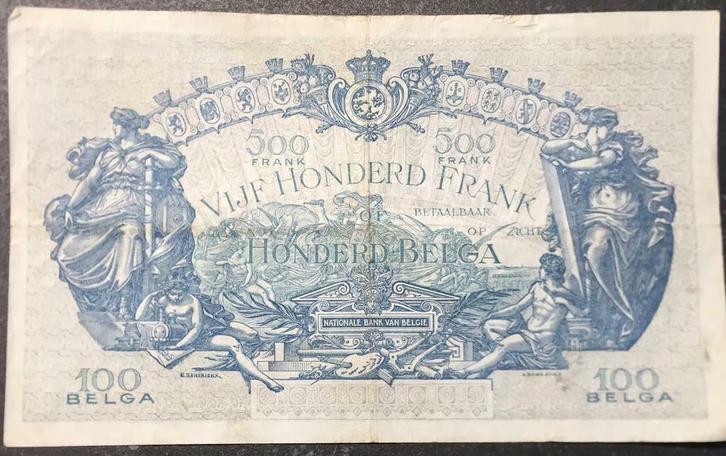 500 500
FRANK FRANK
VIJF HONDERD FRANK
OF BETAALBAAR
OP ZICHT
HONDERD BELGA
NATIONALE BANK VAN BELGIE
100 100
BELGA BELGA